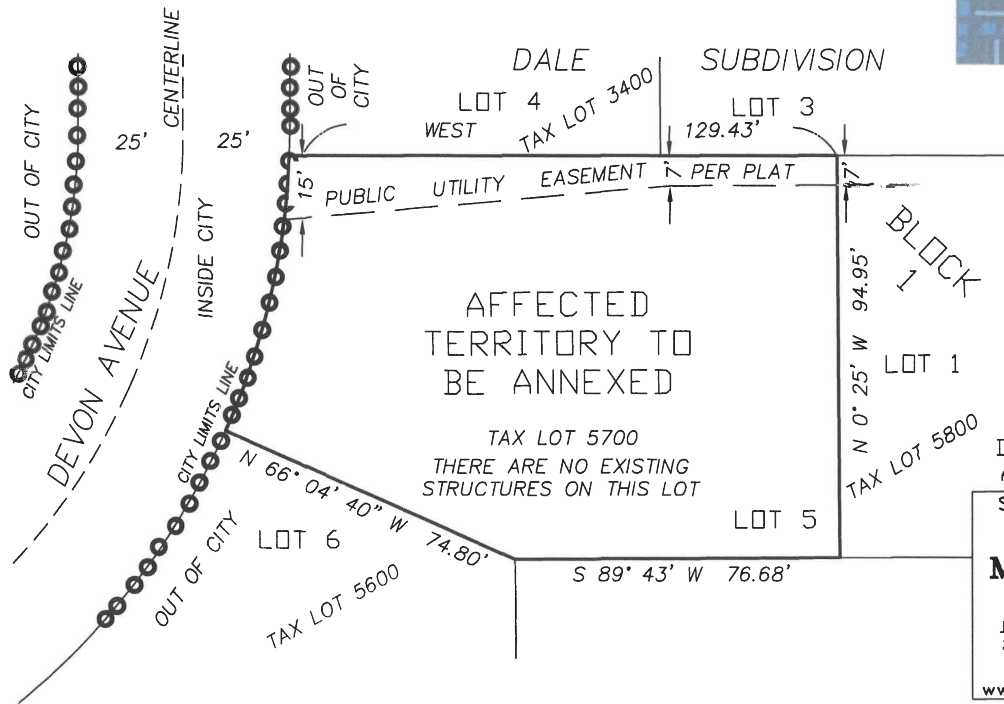 DALE SUBDIVISION
OUT OF CITY
CENTERLINE
25' 25'
OUT
OF
CITY
LOT 4
TAX LOT 3400
LOT 3
WEST 129.43'
15'
PUBLIC UTILITY EASEMENT 7' PER PLAT
7'
INSIDE CITY
DEVON AVENUE
CITY LIMITS LINE
CITY LIMITS LINE
AFFECTED
TERRITORY TO
BE ANNEXED
TAX LOT 5700
THERE ARE NO EXISTING
STRUCTURES ON THIS LOT
LOT 5
N 0° 25' W 94.95'
BLOCK
1
LOT 1
TAX LOT 5800
N 66° 04' 40" W 74.80'
OUT OF CITY
LOT 6
TAX LOT 5600
S 89° 43' W 76.68'